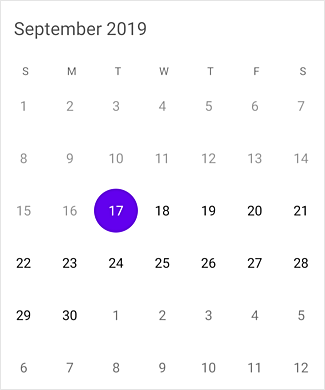 September 2019
S M T W T F S
1 2 3 4 5 6 7
8 9 10 11 12 13 14
15 16 17 18 19 20 21
22 23 24 25 26 27 28
29 30 1 2 3 4 5
6 7 8 9 10 11 12